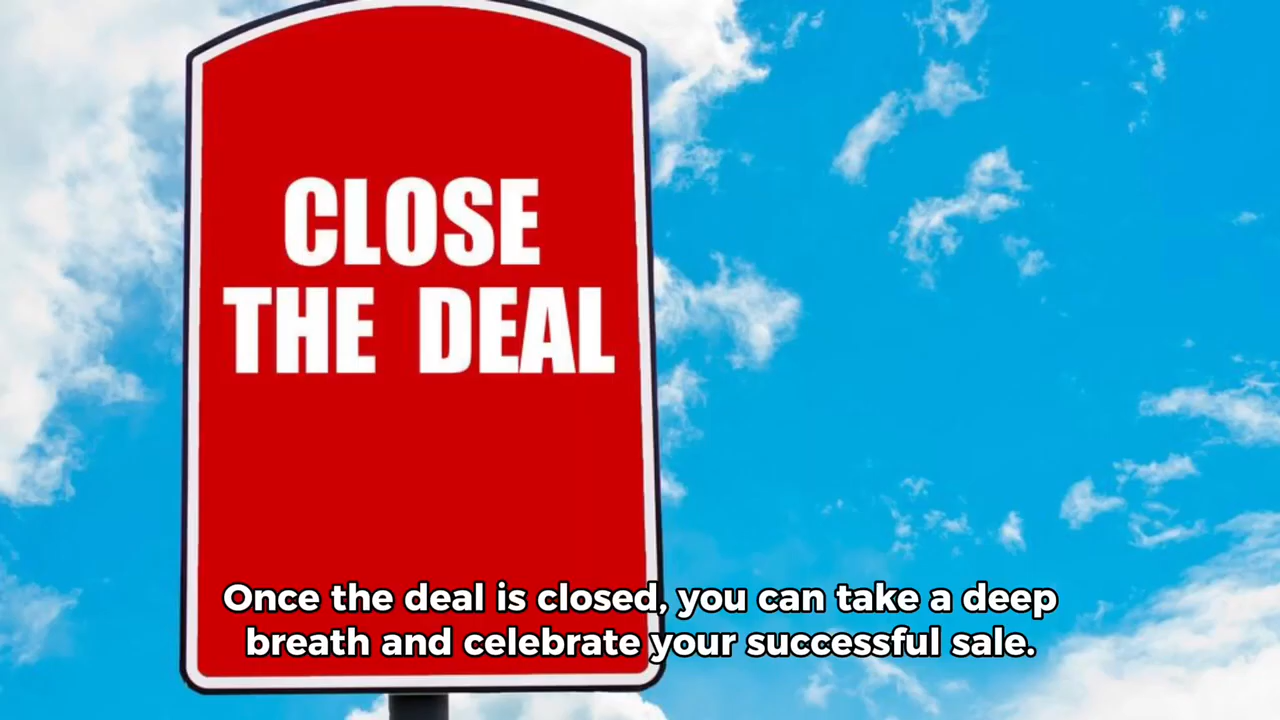 CLOSE
THE DEAL
Once the deal is closed, you can take a deep
breath and celebrate your successful sale.